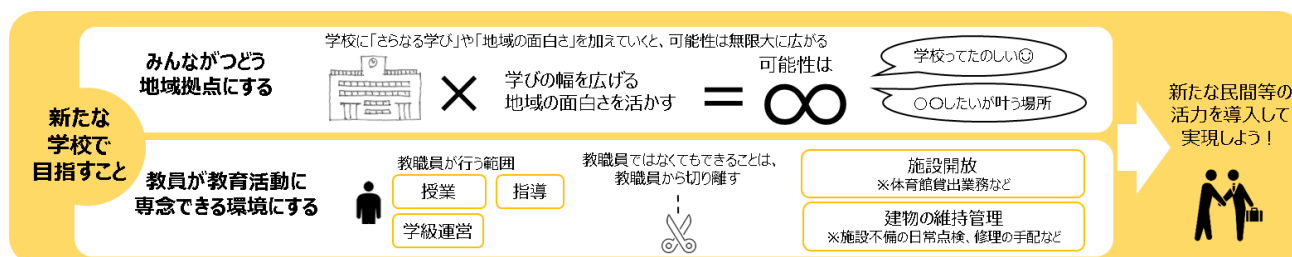 新たな
学校で
目指すこと
みんながつどう
地域拠点にする
学校に「さらなる学び」や「地域の面白さ」を加えていくと、可能性は無限大に広がる
×
学びの幅を広げる
地域の面白さを活かす
=
可能性は
∞
学校ってたのしい☺
○○したいが叶う場所
教員が教育活動に
専念できる環境にする
教職員が行う範囲
授業
指導
学級運営
教職員ではなくてもできることは、
教職員から切り離す
施設開放
※体育館貸出業務など
建物の維持管理
※施設不備の日常点検、修理の手配など
新たな民間等の
活力を導入して
実現しよう！